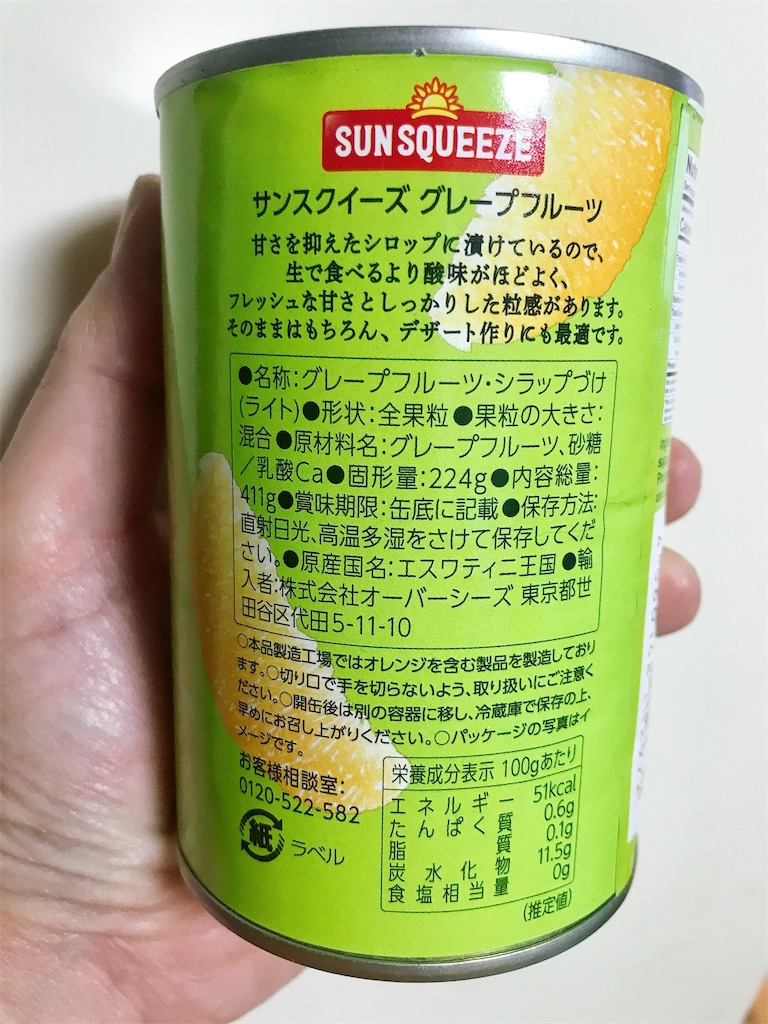 SUN SQUEEZE
サンスクイーズ グレープフルーツ
甘さを抑えたシロップに漬けているので、
生で食べるより酸味がほどよく、
フレッシュな甘さとしっかりした粒感があります。
そのままはもちろん、デザート作りにも最適です。
●名称:グレープフルーツ・シラップづけ
(ライト)●形状:全果粒●果粒の大きさ:
混合●原材料名:グレープフルーツ、砂糖
/乳酸Ca●固形量:224g●内容総量:
411g●賞味期限:缶底に記載●保存方法:
直射日光、高温多湿をさけて保存してくだ
さい。●原産国名:エスワティニ王国●輸
入者:株式会社オーバーシーズ 東京都世
田谷区代田5-11-10
○本品製造工場ではオレンジを含む製品を製造しており
ます。○切り口で手を切らないよう、取り扱いにご注意く
ださい。○開缶後は別の容器に移し、冷蔵庫で保存の上、
早めにお召し上がりください。○パッケージの写真はイ
メージです。
お客様相談室:
0120-522-582
紙 ラベル
栄養成分表示 100gあたり
エネルギー 51kcal
たんぱく質 0.6g
脂質 0.1g
炭水化物 11.5g
食塩相当量 0g
(推定値)